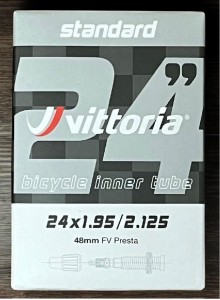 standard
24”
vittoria®
bicycle inner tube
24x1.95/2.125
48mm FV Presta